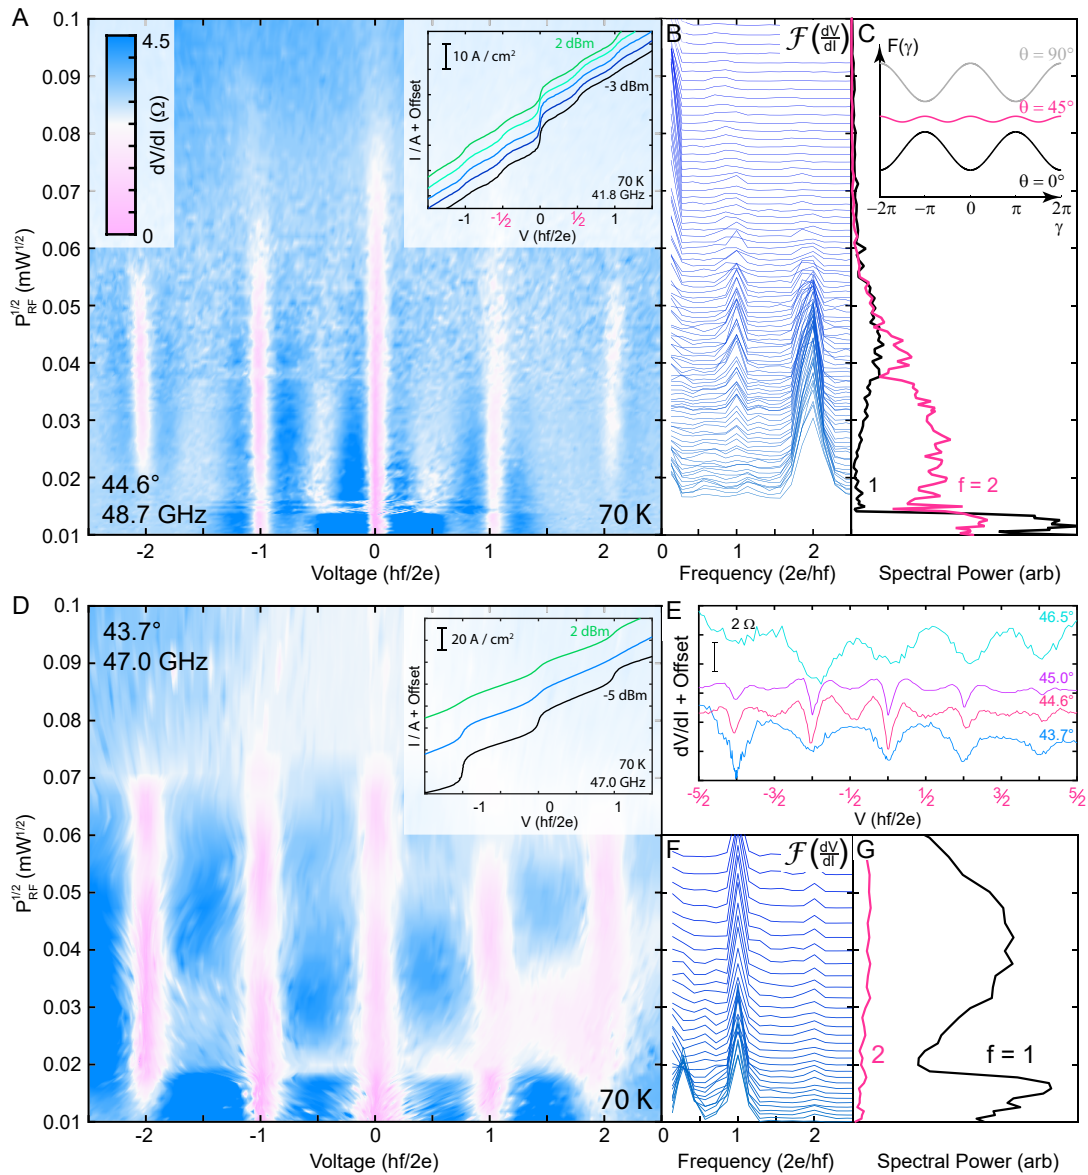 A
0.1
0.09
0.08
0.07
0.06
0.05
0.04
0.03
0.02
0.01
P_RF^1/2 (mW^1/2)
4.5
dV/dI (Ω)
0
10 A / cm²
2 dBm
-3 dBm
I / A + Offset
70 K
41.8 GHz
-1 -½ 0 ½ 1
V (hf/2e)
44.6°
48.7 GHz
70 K
-2 -1 0 1 2
Voltage (hf/2e)
B
ℱ(dV/dI)
0 1 2
Frequency (2e/hf)
C
F(γ)
θ = 90°
θ = 45°
θ = 0°
−2π −π 0 π 2π
γ
1
f = 2
Spectral Power (arb)
D
0.1
0.09
0.08
0.07
0.06
0.05
0.04
0.03
0.02
0.01
P_RF^1/2 (mW^1/2)
43.7°
47.0 GHz
20 A / cm²
2 dBm
-5 dBm
I / A + Offset
70 K
47.0 GHz
-1 0 1
V (hf/2e)
70 K
-2 -1 0 1 2
Voltage (hf/2e)
E
2 Ω
46.5°
45.0°
44.6°
43.7°
dV/dI + Offset
-5/2 -3/2 -1/2 1/2 3/2 5/2
V (hf/2e)
F
ℱ(dV/dI)
0 1 2
Frequency (2e/hf)
G
2
f = 1
Spectral Power (arb)